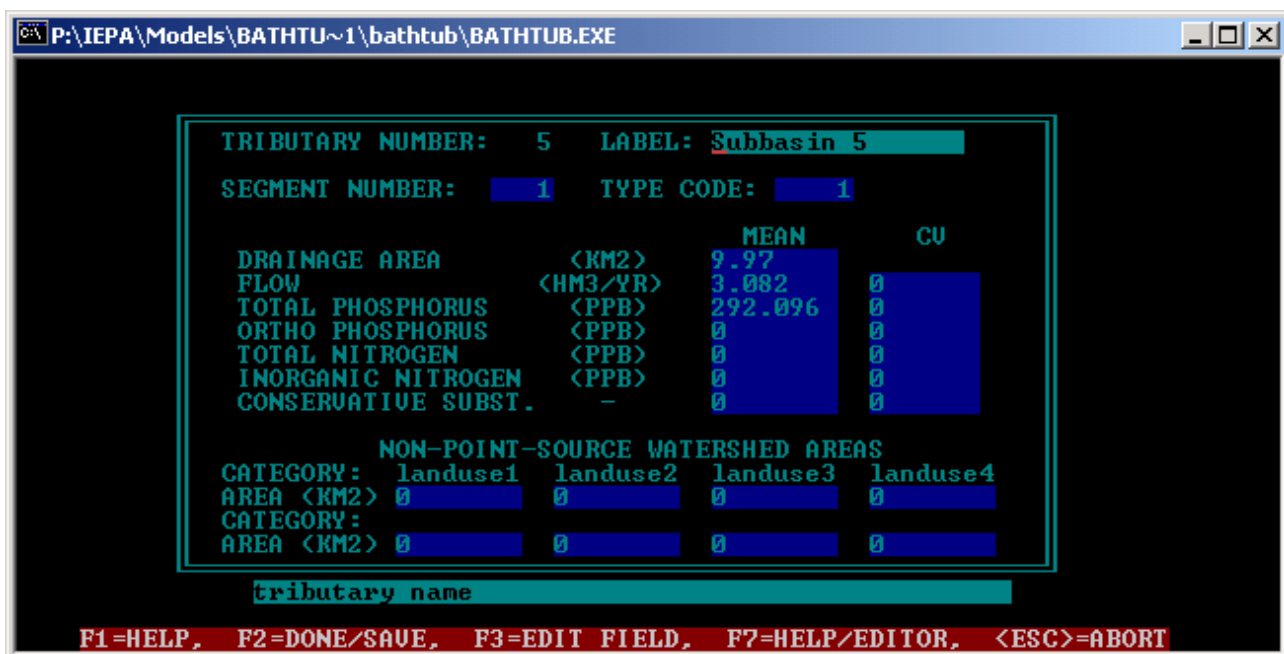 P:\IEPA\Models\BATHTU~1\bathtub\BATHTUB.EXE
TRIBUTARY NUMBER: 5 LABEL: Subbasin 5
SEGMENT NUMBER: 1 TYPE CODE: 1
MEAN CV
DRAINAGE AREA (KM2) 9.97
FLOW (HM3/YR) 3.082 0
TOTAL PHOSPHORUS (PPB) 292.096 0
ORTHO PHOSPHORUS (PPB) 0 0
TOTAL NITROGEN (PPB) 0 0
INORGANIC NITROGEN (PPB) 0 0
CONSERVATIVE SUBST. - 0 0
NON-POINT-SOURCE WATERSHED AREAS
CATEGORY: landuse1 landuse2 landuse3 landuse4
AREA (KM2) 0 0 0 0
CATEGORY:
AREA (KM2) 0 0 0 0
tributary name
F1=HELP, F2=DONE/SAVE, F3=EDIT FIELD, F7=HELP/EDITOR, <ESC>=ABORT